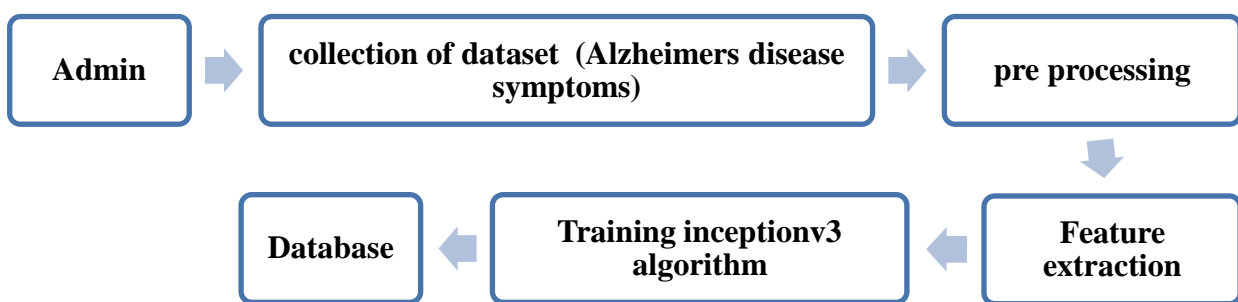 Admin
collection of dataset (Alzheimers disease
symptoms)
pre processing
Feature
extraction
Training inceptionv3
algorithm
Database